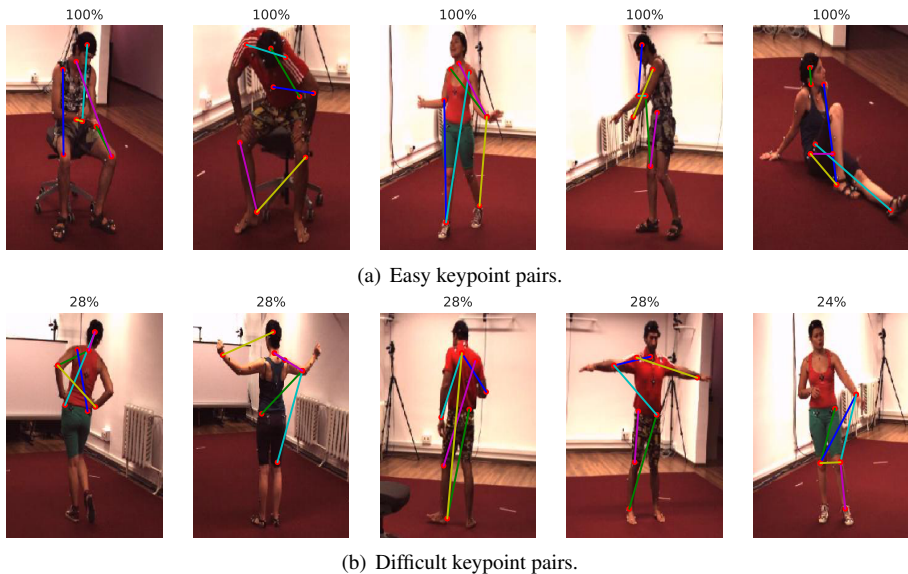 100% 100% 100% 100% 100%
(a) Easy keypoint pairs.
28% 28% 28% 28% 24%
(b) Difficult keypoint pairs.